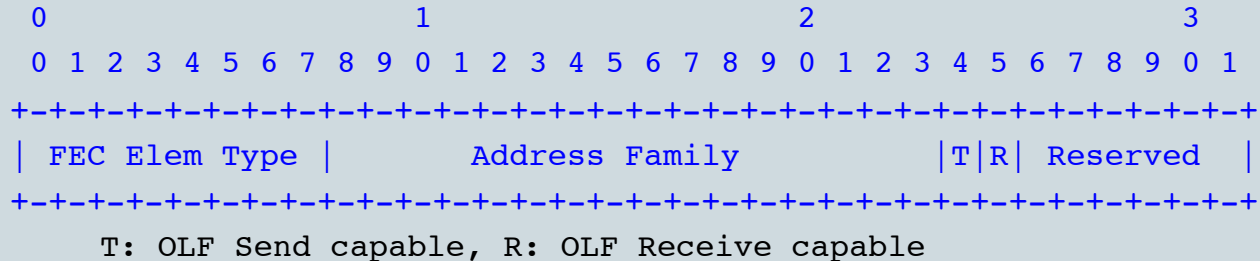 0                   1                   2                   3
 0 1 2 3 4 5 6 7 8 9 0 1 2 3 4 5 6 7 8 9 0 1 2 3 4 5 6 7 8 9 0 1
+-+-+-+-+-+-+-+-+-+-+-+-+-+-+-+-+-+-+-+-+-+-+-+-+-+-+-+-+-+-+-+-+
| FEC Elem Type |       Address Family          |T|R| Reserved  |
+-+-+-+-+-+-+-+-+-+-+-+-+-+-+-+-+-+-+-+-+-+-+-+-+-+-+-+-+-+-+-+-+
T: OLF Send capable, R: OLF Receive capable